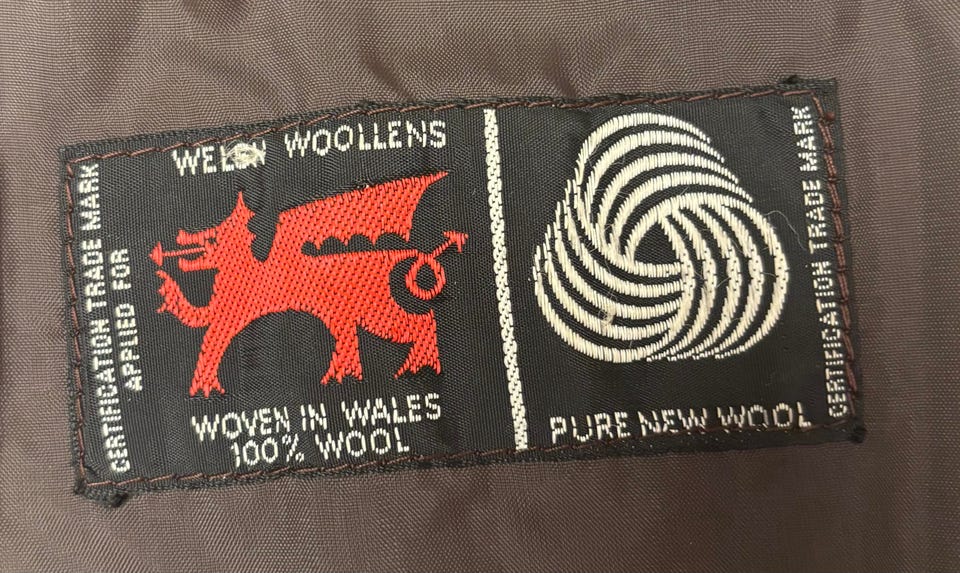 CERTIFICATION TRADE MARK
APPLIED FOR
WELSH WOOLLENS
WOVEN IN WALES
100% WOOL
PURE NEW WOOL
CERTIFICATION TRADE MARK